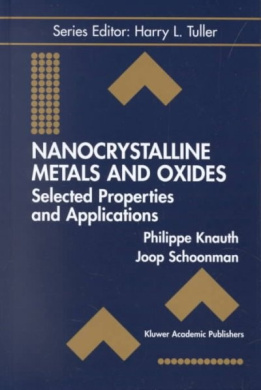 Series Editor: Harry L. Tuller
NANOCRYSTALLINE
METALS AND OXIDES
Selected Properties
and Applications
Philippe Knauth
Joop Schoonman
Kluwer Academic Publishers